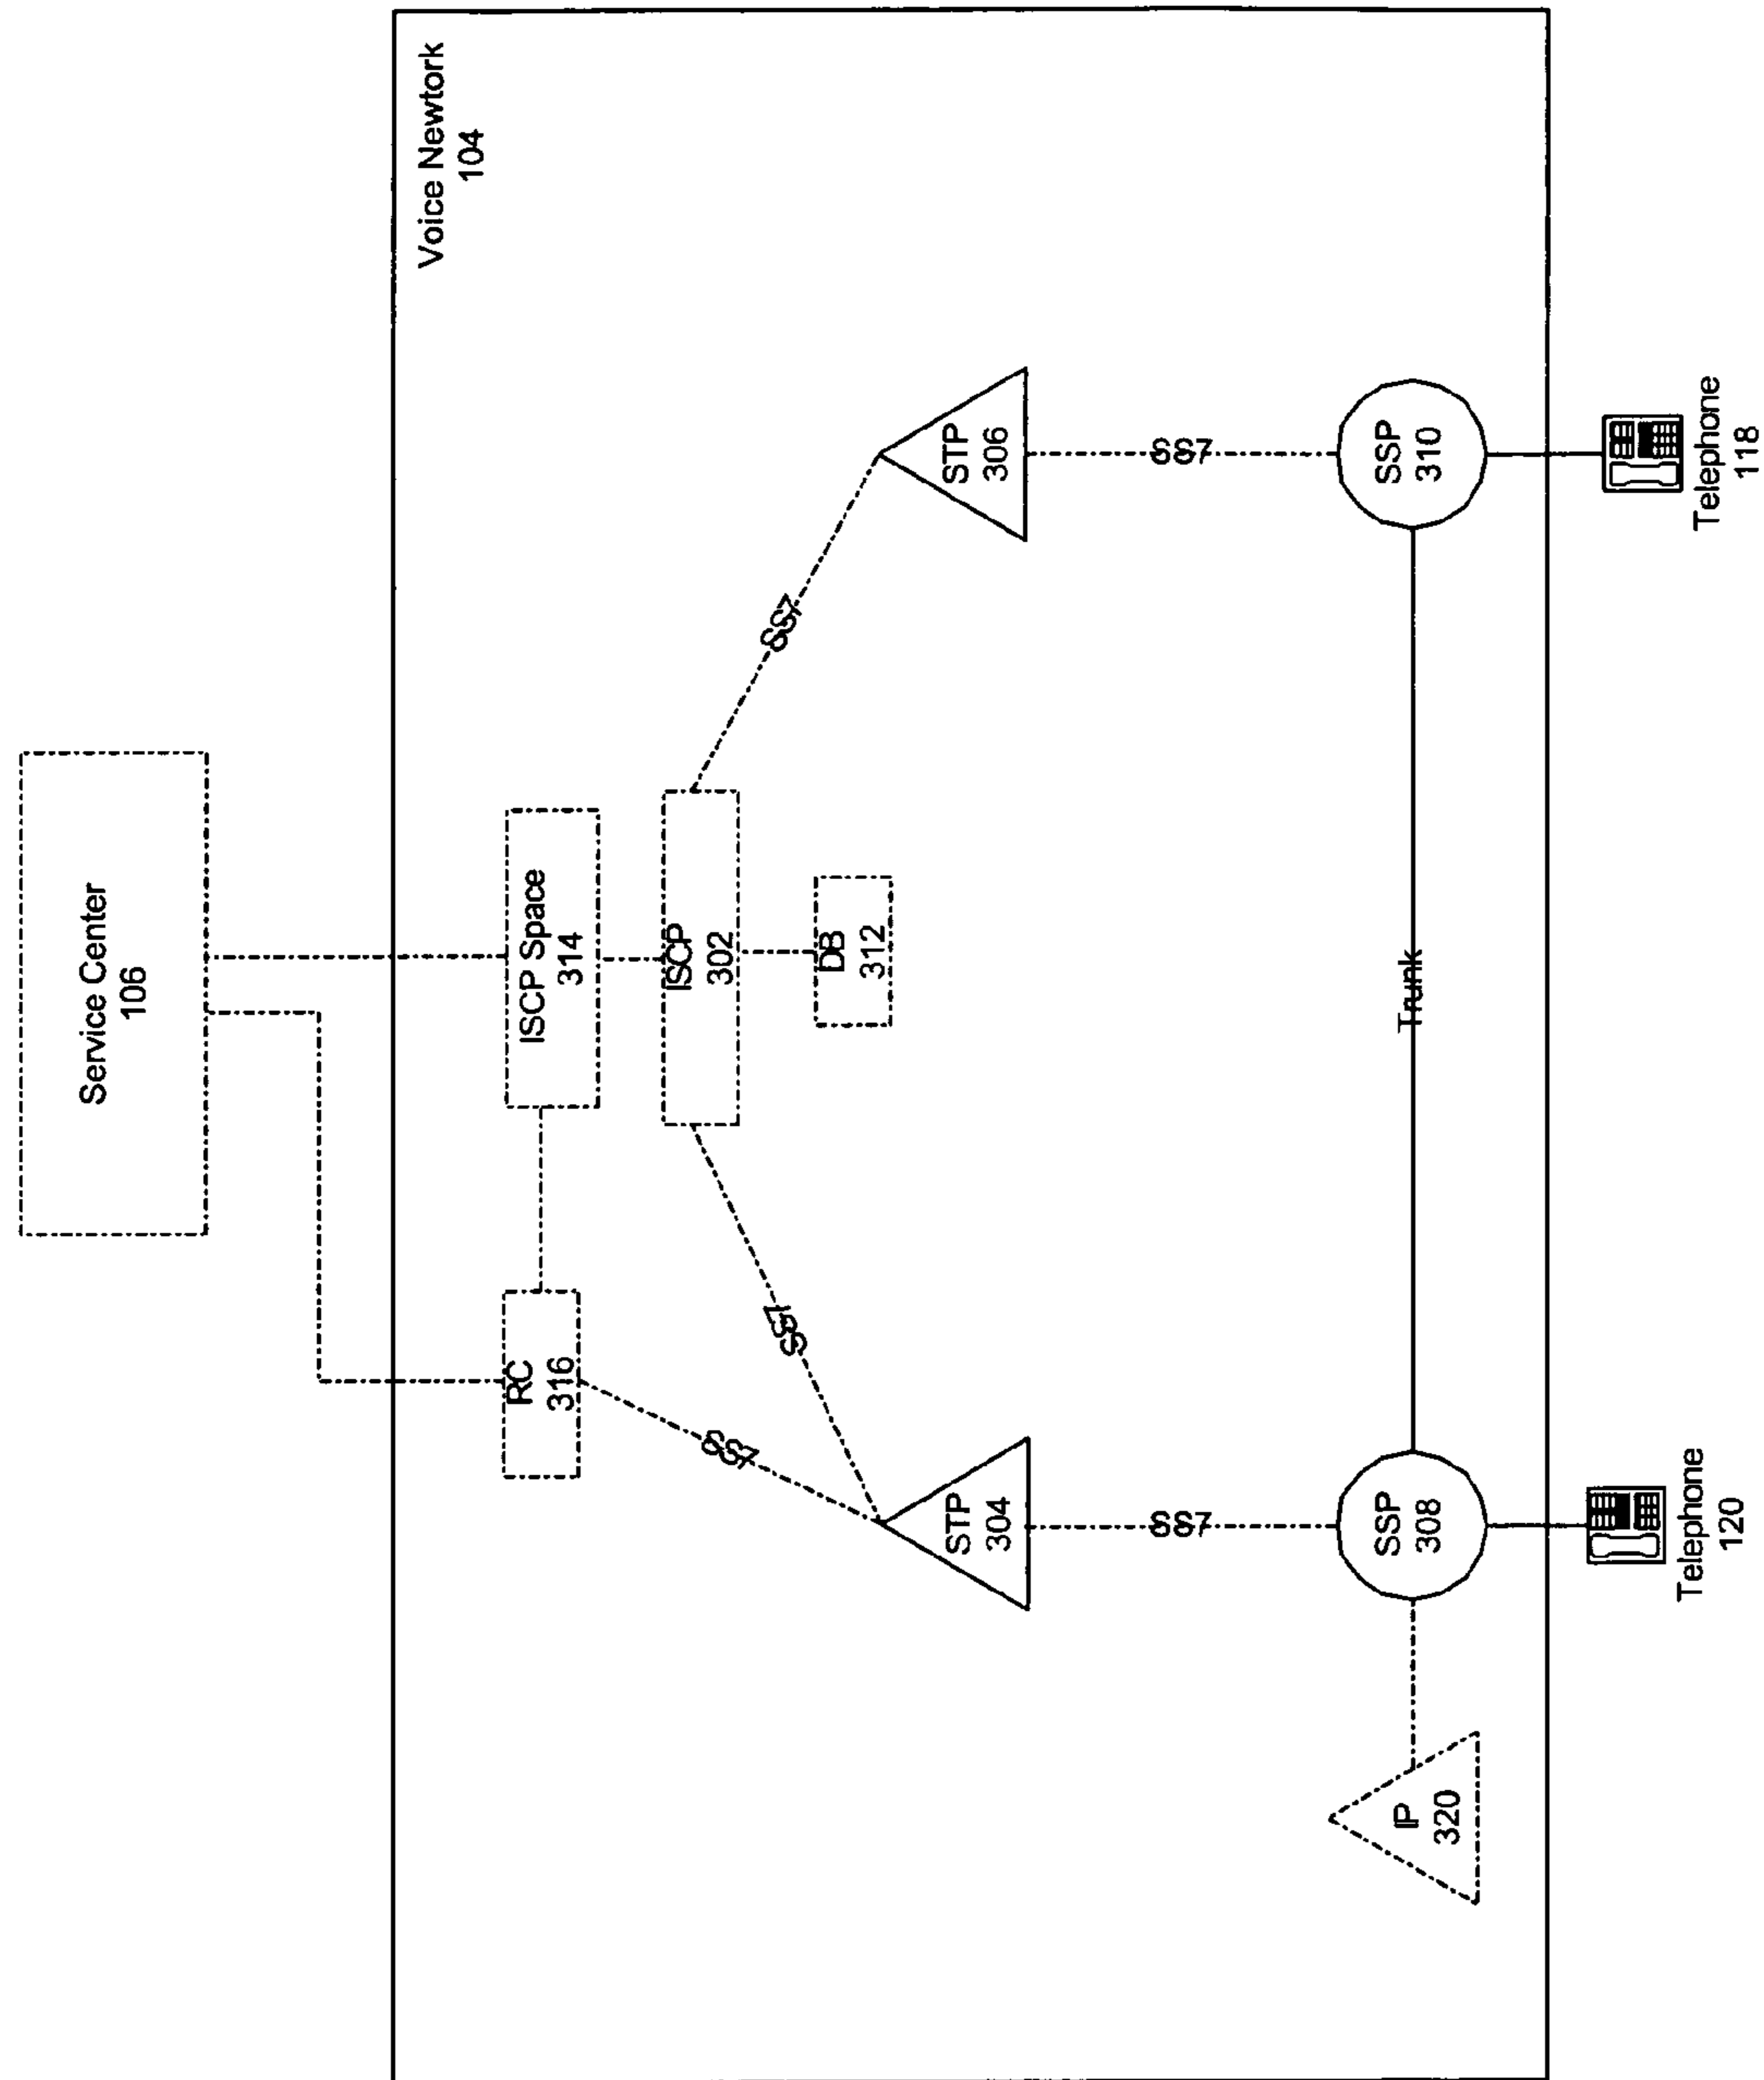 Service Center
106
Voice Newtork
104
RC
316
ISCP Space
314
ISCP
302
DB
312
SS7
SS7
SS7
STP
304
STP
306
SS7
SS7
IP
320
SSP
308
Trunk
SSP
310
Telephone
120
Telephone
118